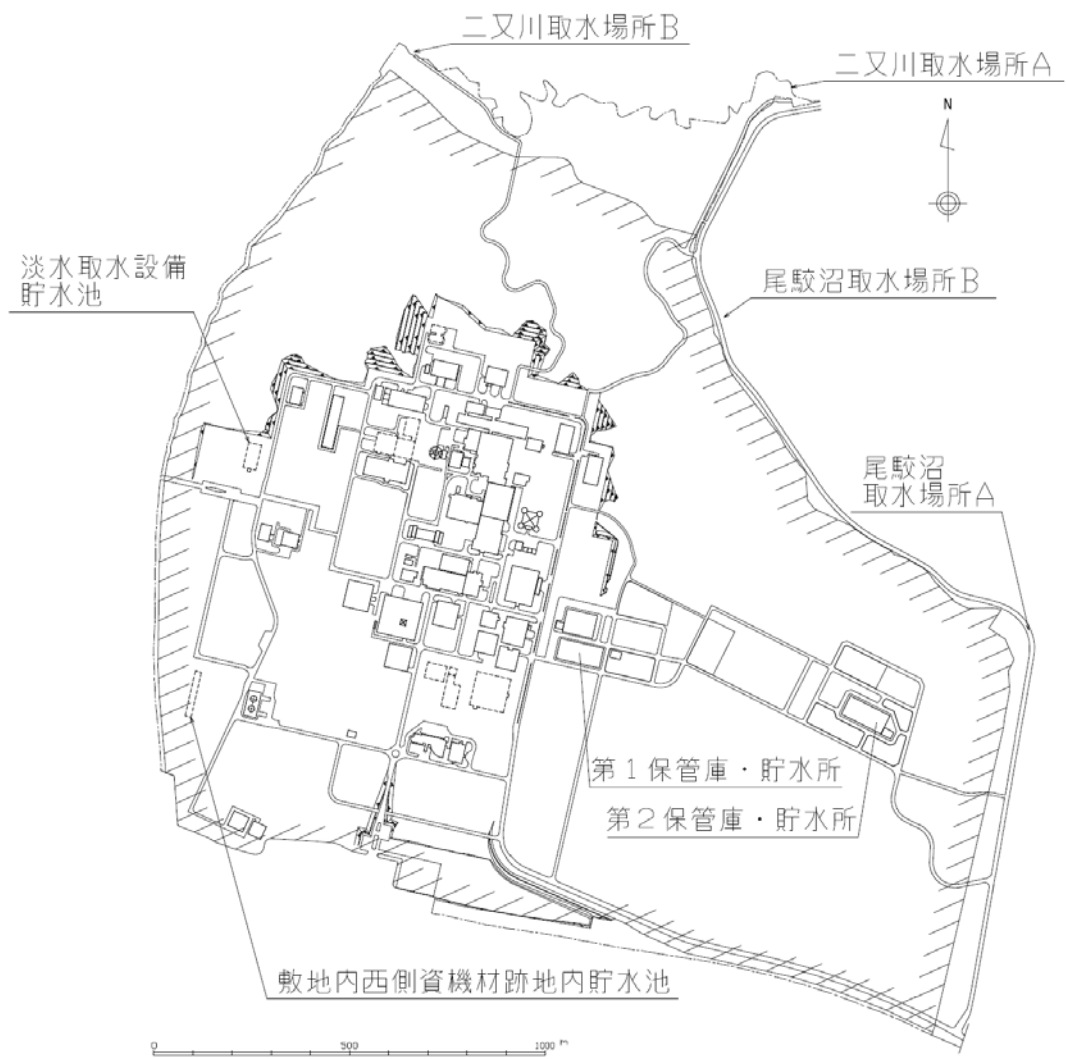 二又川取水場所B
二又川取水場所A
N
淡水取水設備
貯水池
尾駮沼取水場所B
尾駮沼
取水場所A
第1保管庫・貯水所
第2保管庫・貯水所
敷地内西側資機材跡地内貯水池
0 500 1000 m